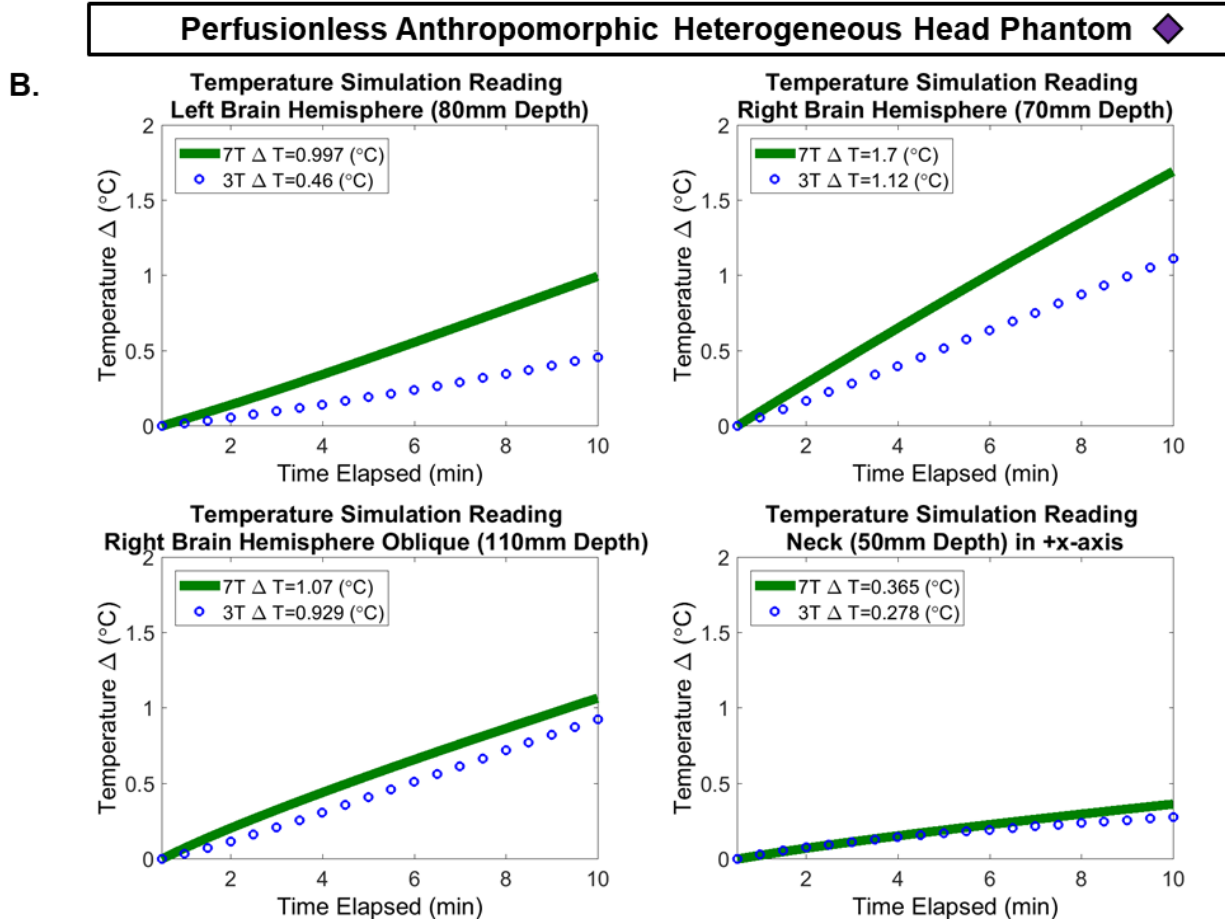 Perfusionless Anthropomorphic Heterogeneous Head Phantom
B.
Temperature Simulation Reading
Left Brain Hemisphere (80mm Depth)
7T Δ T=0.997 (°C)
3T Δ T=0.46 (°C)
Temperature Δ (°C)
2
1.5
1
0.5
0
2 4 6 8 10
Time Elapsed (min)
Temperature Simulation Reading
Right Brain Hemisphere (70mm Depth)
7T Δ T=1.7 (°C)
3T Δ T=1.12 (°C)
Temperature Δ (°C)
2
1.5
1
0.5
0
2 4 6 8 10
Time Elapsed (min)
Temperature Simulation Reading
Right Brain Hemisphere Oblique (110mm Depth)
7T Δ T=1.07 (°C)
3T Δ T=0.929 (°C)
Temperature Δ (°C)
2
1.5
1
0.5
0
2 4 6 8 10
Time Elapsed (min)
Temperature Simulation Reading
Neck (50mm Depth) in +x-axis
7T Δ T=0.365 (°C)
3T Δ T=0.278 (°C)
Temperature Δ (°C)
2
1.5
1
0.5
0
2 4 6 8 10
Time Elapsed (min)